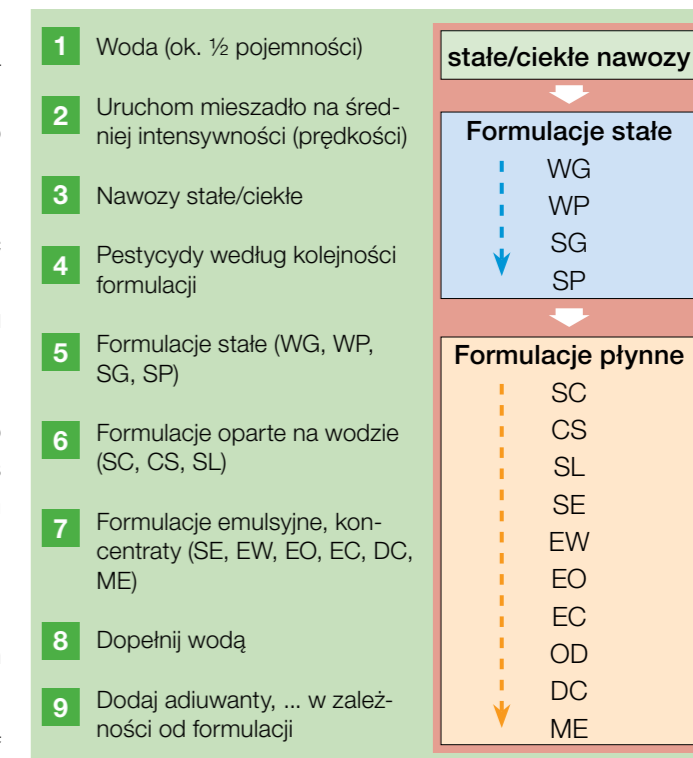 1 Woda (ok. ½ pojemności)
2 Uruchom mieszadło na śred-
niej intensywności (prędkości)
3 Nawozy stałe/ciekłe
4 Pestycydy według kolejności
formulacji
5 Formulacje stałe (WG, WP,
SG, SP)
6 Formulacje oparte na wodzie
(SC, CS, SL)
7 Formulacje emulsyjne, kon-
centraty (SE, EW, EO, EC, DC,
ME)
8 Dopełnij wodą
9 Dodaj adiuwanty, ... w zależ-
ności od formulacji
stałe/ciekłe nawozy
Formulacje stałe
WG
WP
SG
SP
Formulacje płynne
SC
CS
SL
SE
EW
EO
EC
OD
DC
ME